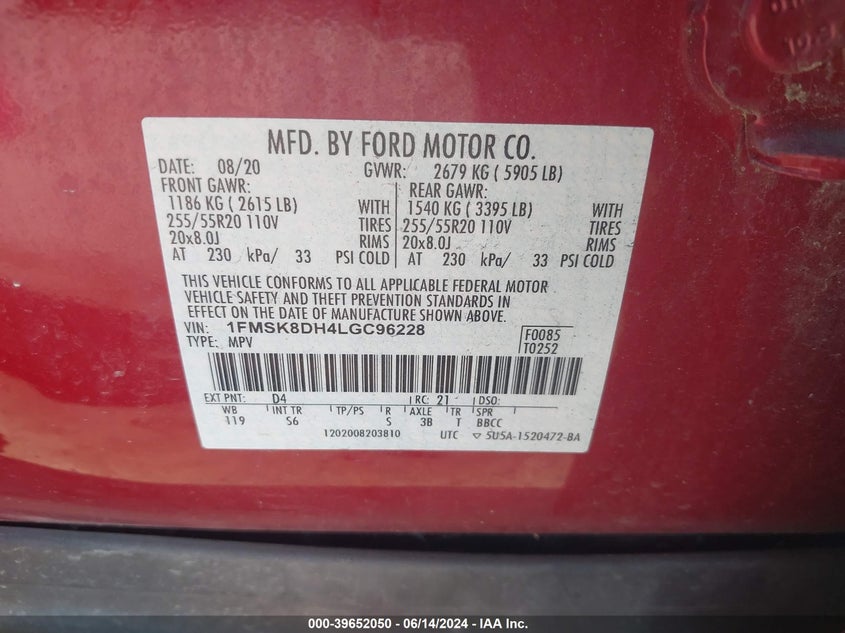 MFD. BY FORD MOTOR CO.
DATE: 08/20 GVWR: 2679 KG ( 5905 LB)
FRONT GAWR: REAR GAWR:
1186 KG ( 2615 LB) WITH 1540 KG ( 3395 LB) WITH
255/55R20 110V TIRES 255/55R20 110V TIRES
20x8.0J RIMS 20x8.0J RIMS
AT 230 kPa/ 33 PSI COLD AT 230 kPa/ 33 PSI COLD
THIS VEHICLE CONFORMS TO ALL APPLICABLE FEDERAL MOTOR
VEHICLE SAFETY AND THEFT PREVENTION STANDARDS IN
EFFECT ON THE DATE OF MANUFACTURE SHOWN ABOVE.
VIN: 1FMSK8DH4LGC96228
TYPE: MPV
F0085
T0252
EXT PNT: D4 RC: 21 DSO:
WB INT TR TP/PS R AXLE TR SPR
119 S6 S 3B T BBCC
1202008203810 UTC ▽ 5U5A-1520472-BA
000-39652050 - 06/14/2024 - IAA Inc.